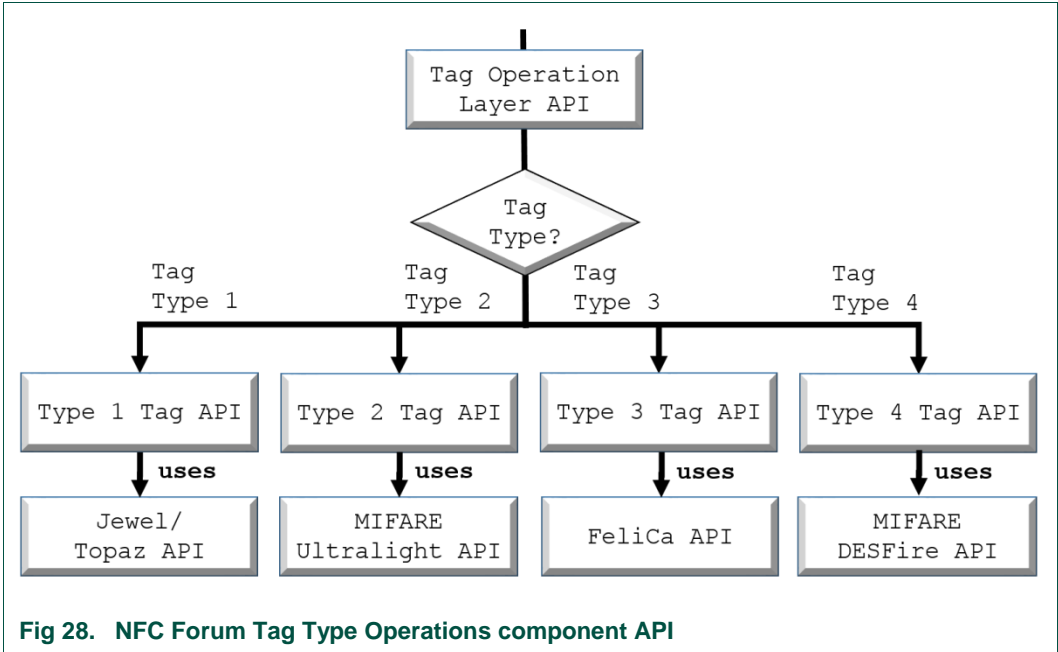 Tag Operation
Layer API
Tag
Type?
Tag
Type 1
Tag
Type 2
Tag
Type 3
Tag
Type 4
Type 1 Tag API
Type 2 Tag API
Type 3 Tag API
Type 4 Tag API
uses
uses
uses
uses
Jewel/
Topaz API
MIFARE
Ultralight API
FeliCa API
MIFARE
DESFire API
Fig 28. NFC Forum Tag Type Operations component API